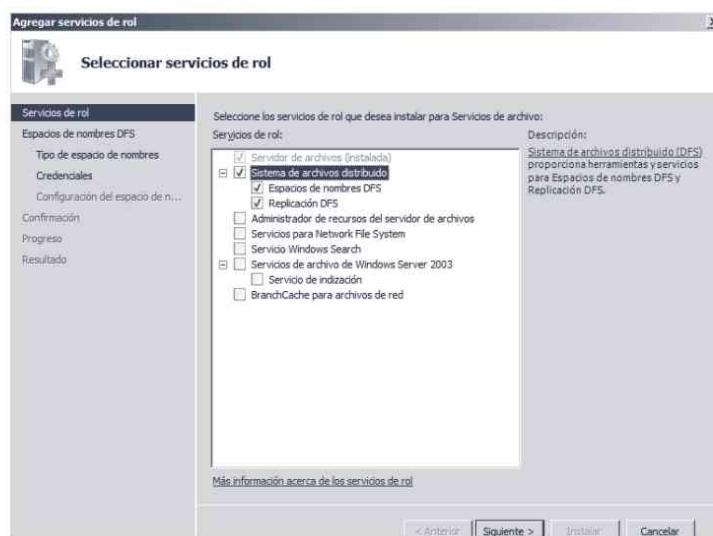 Agregar servicios de rol
Seleccionar servicios de rol
Servicios de rol
Espacios de nombres DFS
Tipo de espacio de nombres
Credenciales
Configuración del espacio de n...
Confirmación
Progreso
Resultado
Seleccione los servicios de rol que desea instalar para Servicios de archivo:
Servicios de rol:
Servidor de archivos (Instalada)
Sistema de archivos distribuido
Espacios de nombres DFS
Replicación DFS
Administrador de recursos del servidor de archivos
Servicios para Network File System
Servicio Windows Search
Servicios de archivo de Windows Server 2003
Servicio de indización
BranchCache para archivos de red
Descripción:
Sistema de archivos distribuido (DFS)
proporciona herramientas y servicios
para Espacios de nombres DFS y
Replicación DFS.
Más información acerca de los servicios de rol
< Anterior
Siguiente >
Instalar
Cancelar